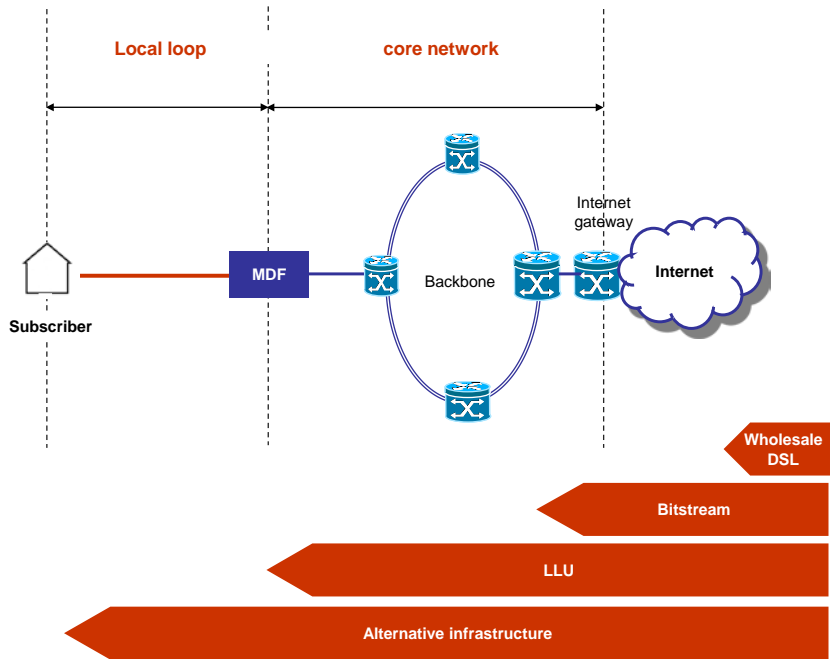 Local loop
core network
Internet
gateway
MDF
Backbone
Internet
Subscriber
Wholesale
DSL
Bitstream
LLU
Alternative infrastructure